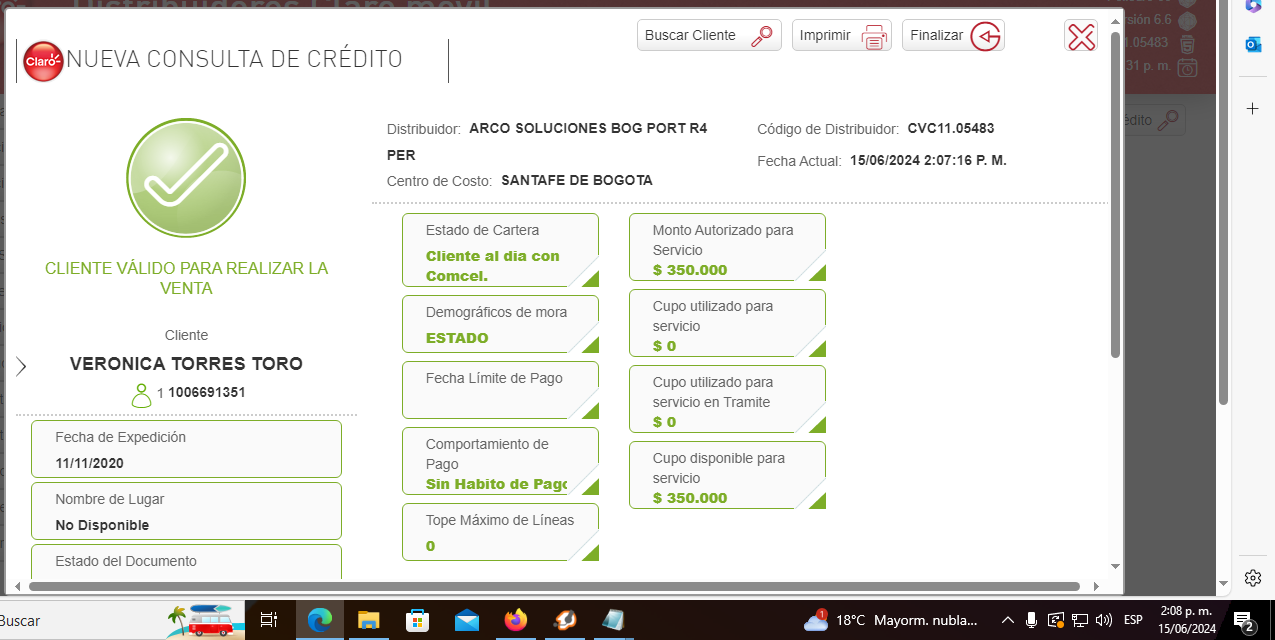 Buscar Cliente
Imprimir
Finalizar
Claro
NUEVA CONSULTA DE CRÉDITO
Distribuidor: ARCO SOLUCIONES BOG PORT R4
PER
Código de Distribuidor: CVC11.05483
Fecha Actual: 15/06/2024 2:07:16 P. M.
Centro de Costo: SANTAFE DE BOGOTA
CLIENTE VÁLIDO PARA REALIZAR LA
VENTA
Cliente
VERONICA TORRES TORO
1 1006691351
Fecha de Expedición
11/11/2020
Nombre de Lugar
No Disponible
Estado del Documento
Estado de Cartera
Cliente al dia con
Comcel.
Demográficos de mora
ESTADO
Fecha Límite de Pago
Comportamiento de
Pago
Sin Habito de Pago
Tope Máximo de Líneas
0
Monto Autorizado para
Servicio
$ 350.000
Cupo utilizado para
servicio
$ 0
Cupo utilizado para
servicio en Tramite
$ 0
Cupo disponible para
servicio
$ 350.000
rsión 6.6
1.05483
31 p. m.
édito
Buscar
1
18°C Mayorm. nubla...
ESP
2:08 p. m.
15/06/2024
2